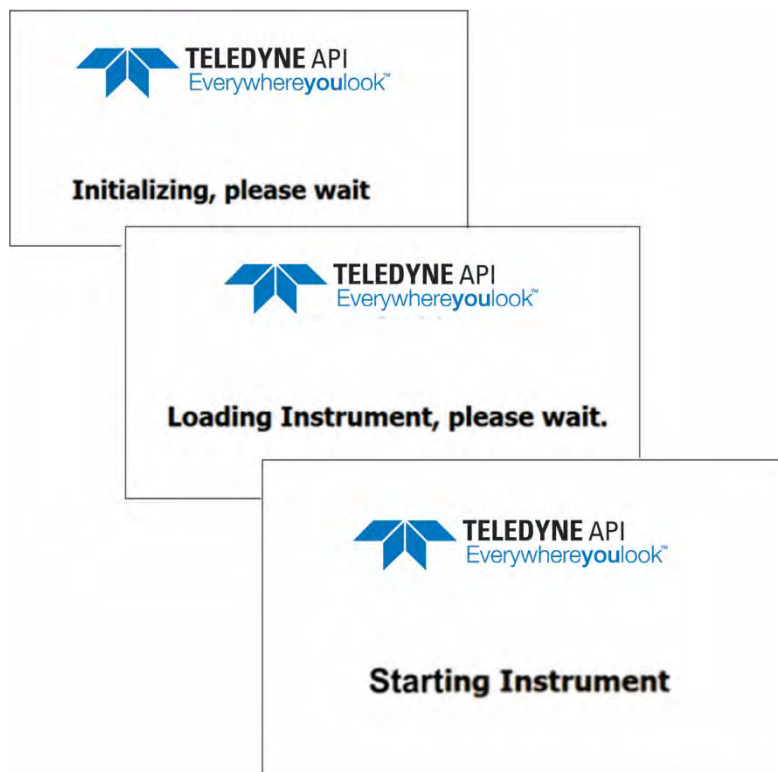 TELEDYNE API
Everywhereyoulook™
Initializing, please wait
TELEDYNE API
Everywhereyoulook™
Loading Instrument, please wait.
TELEDYNE API
Everywhereyoulook™
Starting Instrument